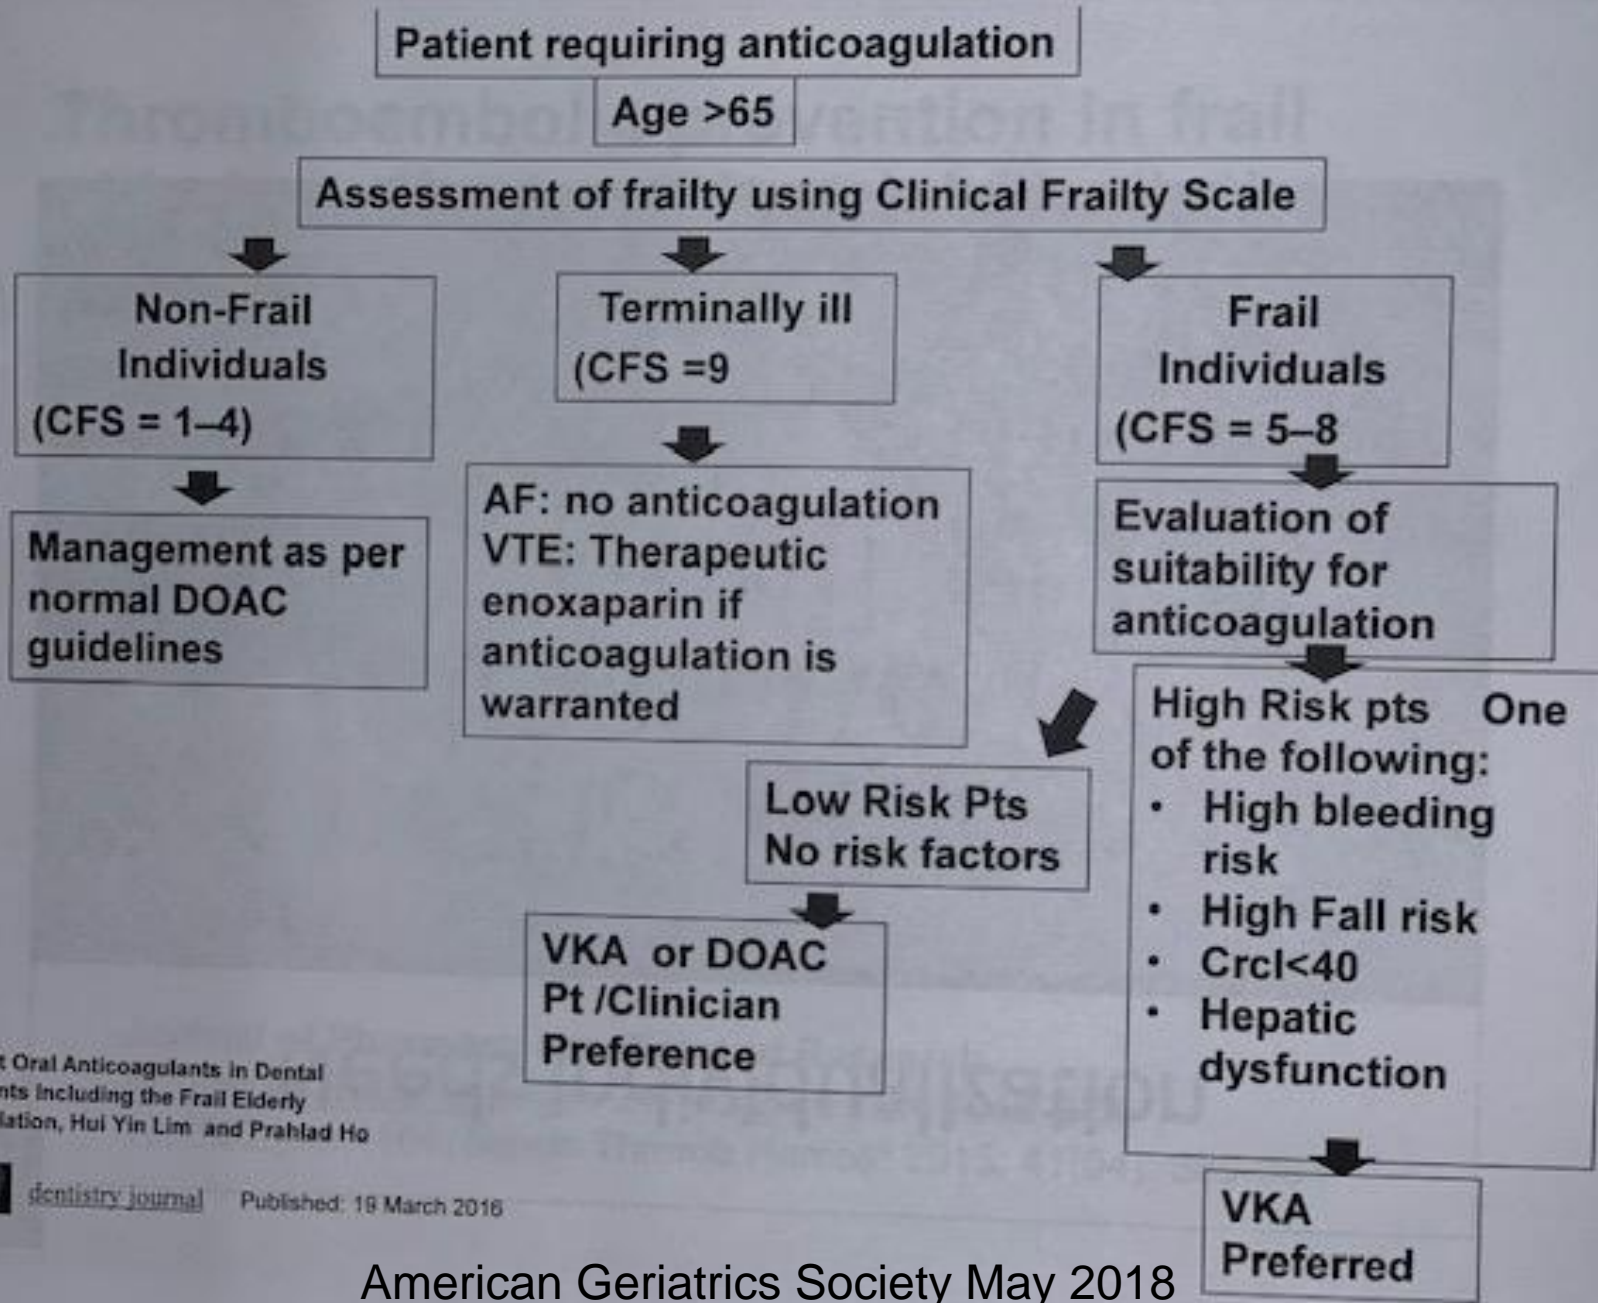 Patient requiring anticoagulation
Age >65
Assessment of frailty using Clinical Frailty Scale
Non-Frail
Individuals
(CFS = 1–4)
Management as per
normal DOAC
guidelines
Terminally ill
(CFS =9
AF: no anticoagulation
VTE: Therapeutic
enoxaparin if
anticoagulation is
warranted
Frail
Individuals
(CFS = 5–8
Evaluation of
suitability for
anticoagulation
Low Risk Pts
No risk factors
VKA or DOAC
Pt /Clinician
Preference
High Risk pts One
of the following:
• High bleeding
risk
• High Fall risk
• Crcl<40
• Hepatic
dysfunction
VKA
Preferred
Oral Anticoagulants in Dental
Including the Frail Elderly
Hui Yin Lim and Prahlad Ho
dentistry journal Published: 19 March 2016
American Geriatrics Society May 2018